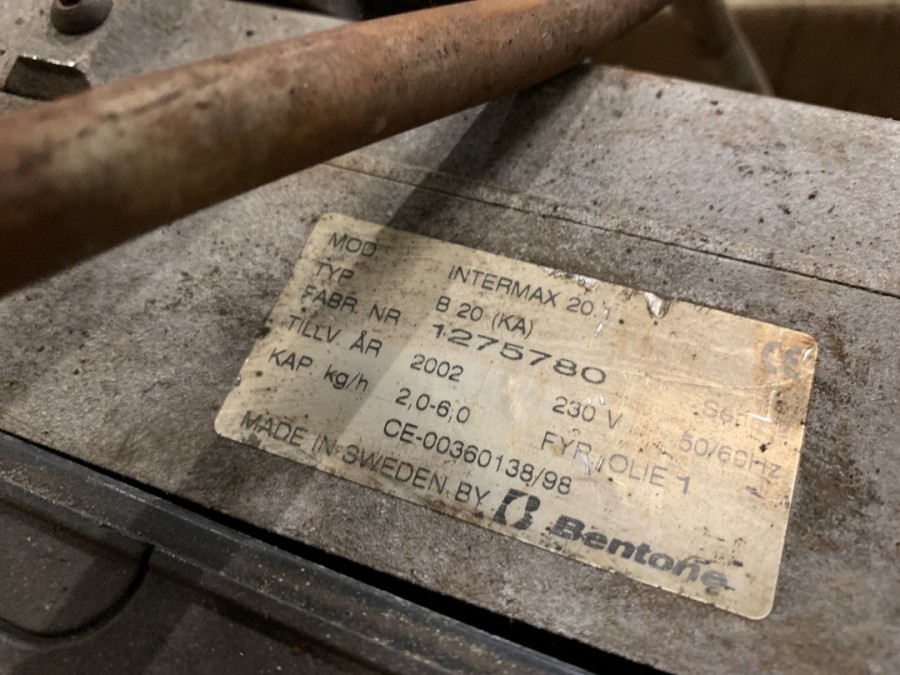 MOD. INTERMAX 20.1
TYP B 20 (KA)
FABR. NR 1275780
TILLV. ÅR 2002 230 V 50/60Hz
KAP kg/h 2,0-6,0 FYR/OLIE 1
CE-00360138/98
MADE IN SWEDEN BY Bentone
CE